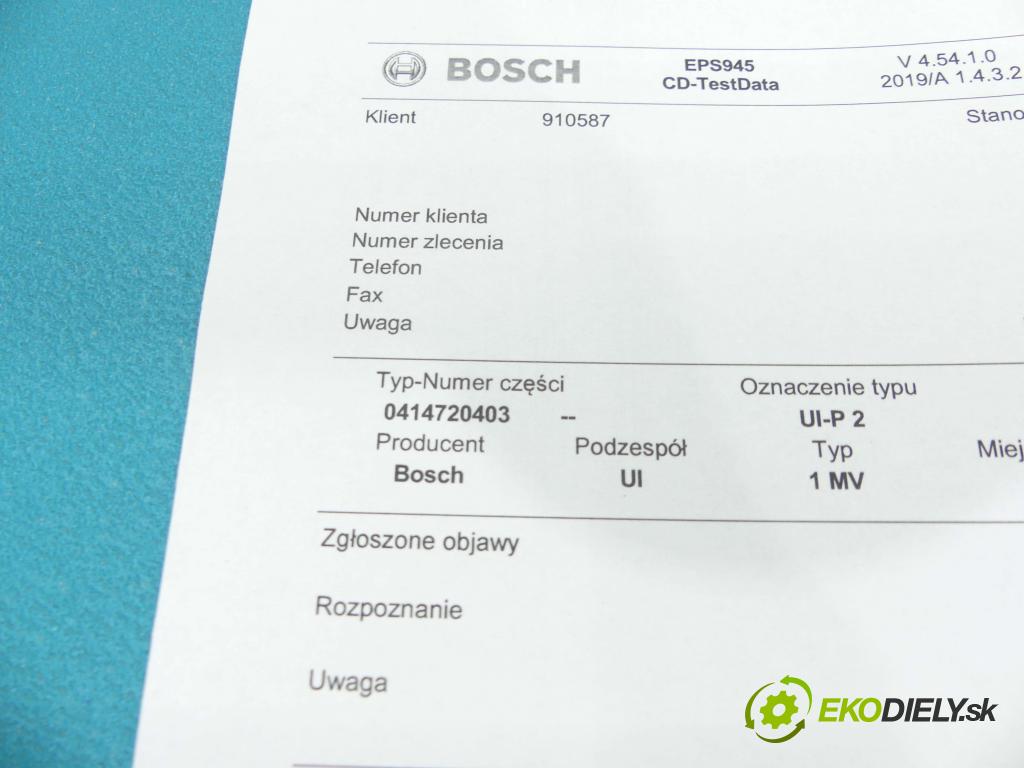 BOSCH
EPS945
CD-TestData
V 4.54.1.0
2019/A 1.4.3.2
Klient 910587
Numer klienta
Numer zlecenia
Telefon
Fax
Uwaga
Typ-Numer części Oznaczenie typu
0414720403 -- UI-P 2
Producent Podzespół Typ
Bosch UI 1 MV
Zgłoszone objawy
Rozpoznanie
Uwaga
EKODIELY.sk